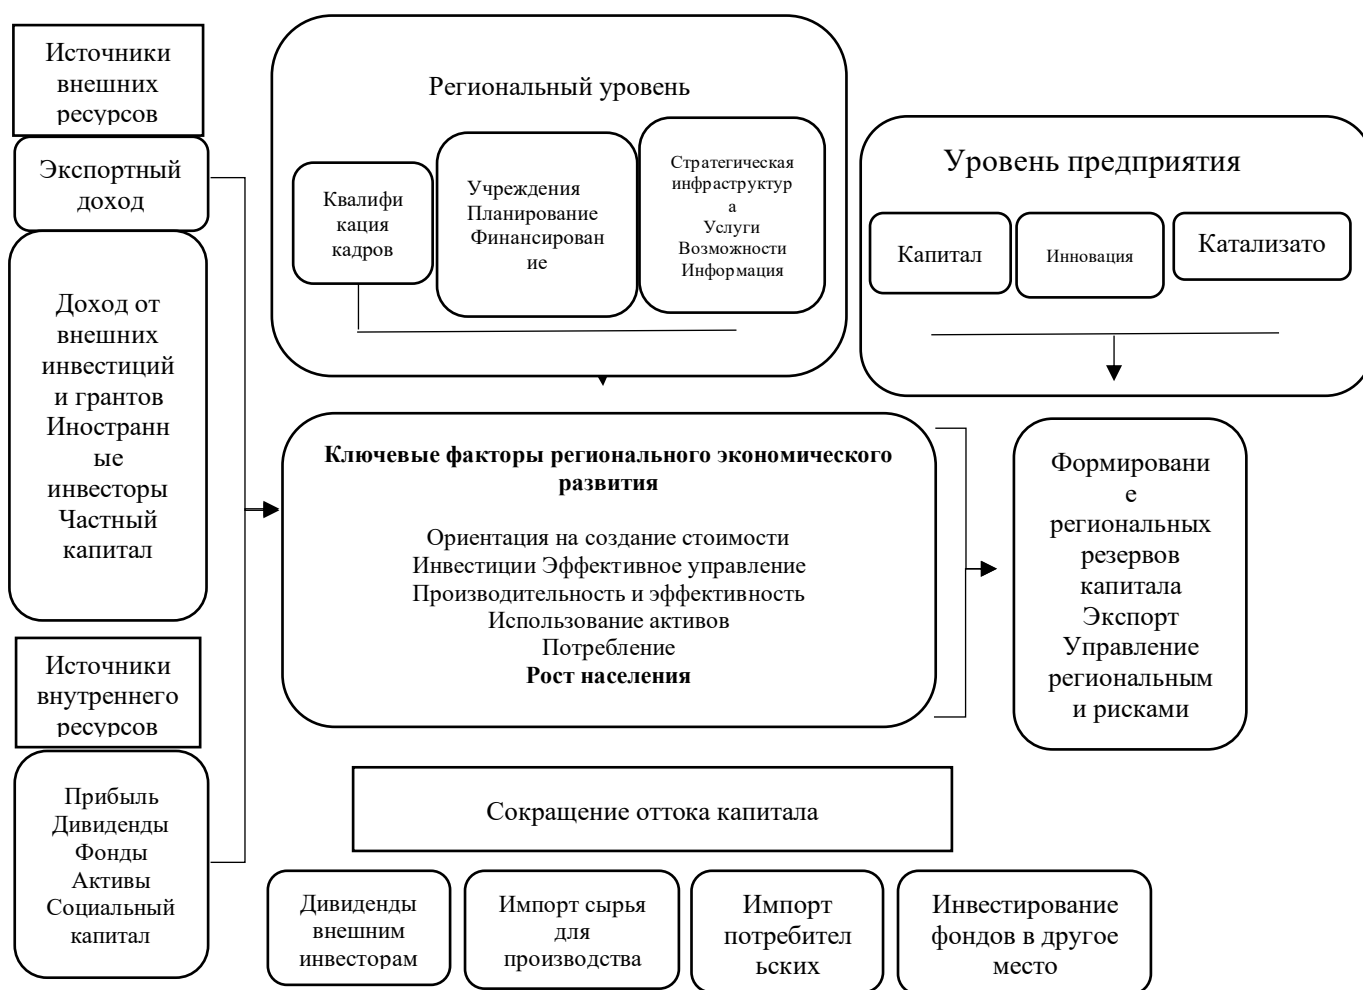 Источники
внешних
ресурсов
Экспортный
доход
Доход от
внешних
инвестиций
и грантов
Иностранн
ые
инвесторы
Частный
капитал
Источники
внутреннего
ресурсов
Прибыль
Дивиденды
Фонды
Активы
Социальный
капитал
Региональный уровень
Квалифи
кация
кадров
Учреждения
Планирование
Финансирован
ие
Стратегическая
инфраструктур
а
Услуги
Возможности
Информация
Уровень предприятия
Капитал
Инновация
Катализато
Ключевые факторы регионального экономического
развития
Ориентация на создание стоимости
Инвестиции Эффективное управление
Производительность и эффективность
Использование активов
Потребление
Рост населения
Формировани
е
региональных
резервов
капитала
Экспорт
Управление
региональным
и рисками
Сокращение оттока капитала
Дивиденды
внешним
инвесторам
Импорт сырья
для
производства
Импорт
потребител
ьских
Инвестирование
фондов в другое
место